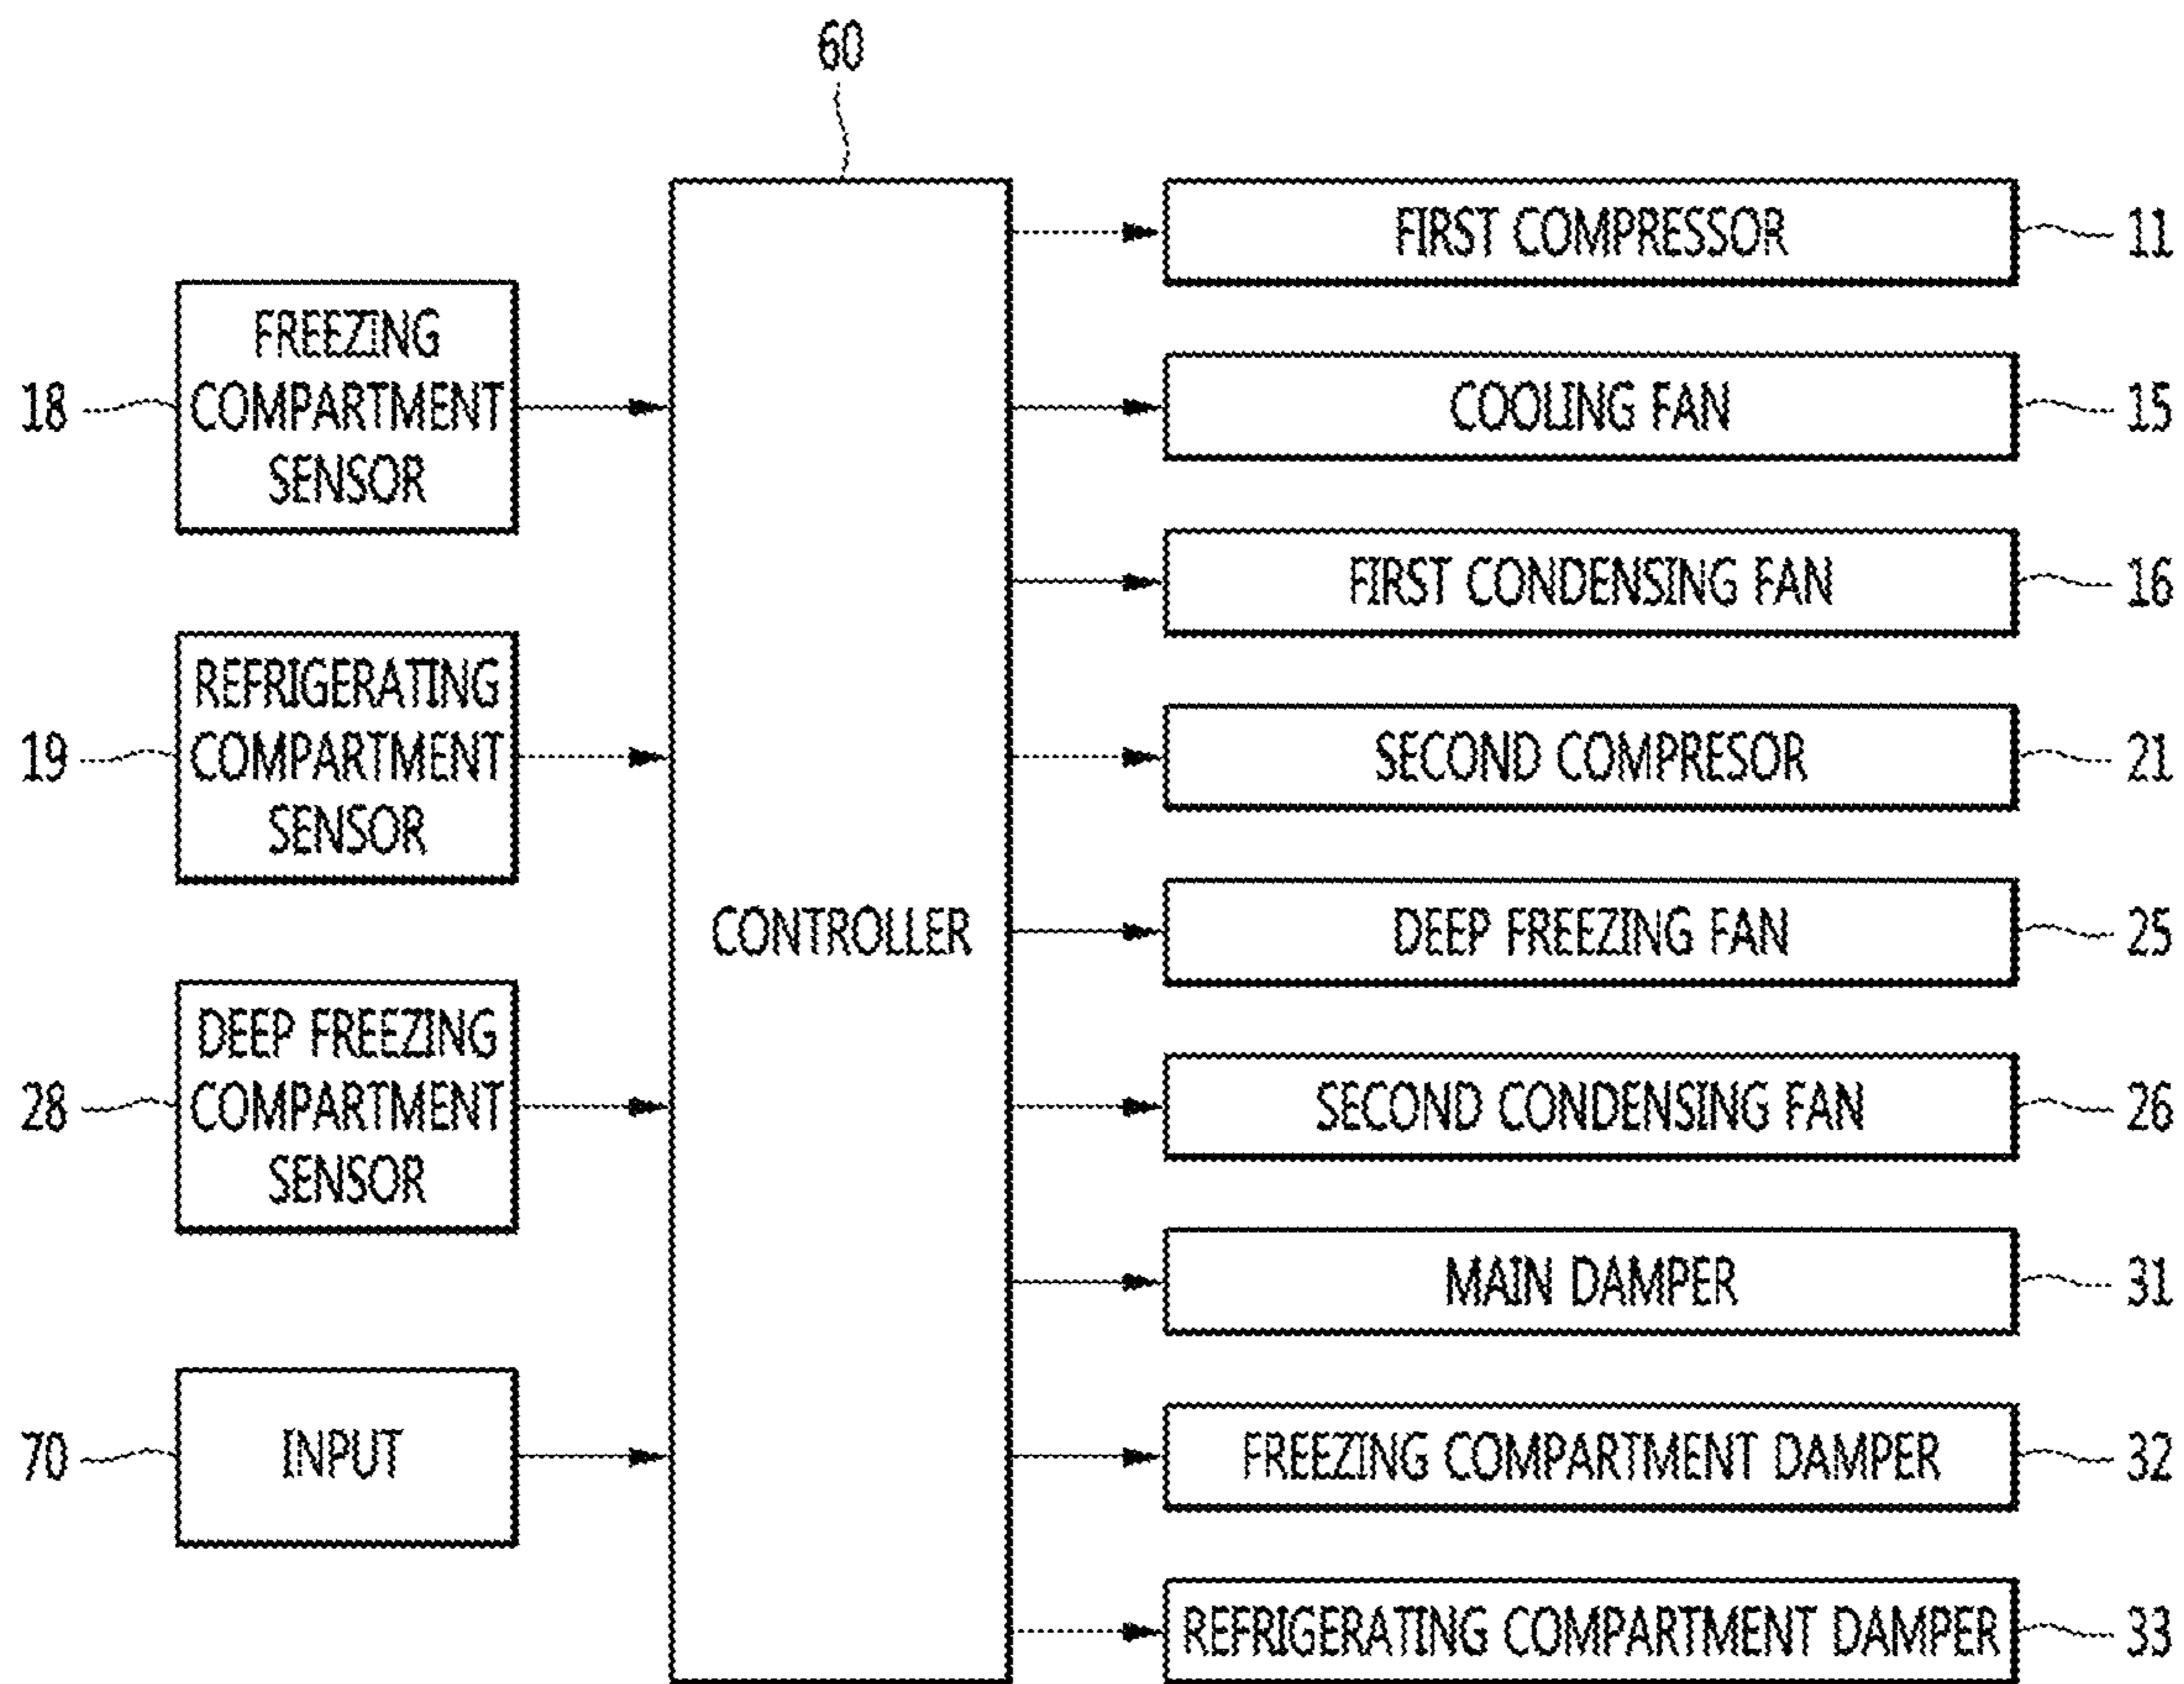 60
FIRST COMPRESSOR
11
FREEZING
COMPARTMENT
SENSOR
18
COOLING FAN
15
FIRST CONDENSING FAN
16
REFRIGERATING
COMPARTMENT
SENSOR
19
SECOND COMPRESOR
21
CONTROLLER
DEEP FREEZING FAN
25
DEEP FREEZING
COMPARTMENT
SENSOR
28
SECOND CONDENSING FAN
26
MAIN DAMPER
31
70
INPUT
FREEZING COMPARTMENT DAMPER
32
REFRIGERATING COMPARTMENT DAMPER
33